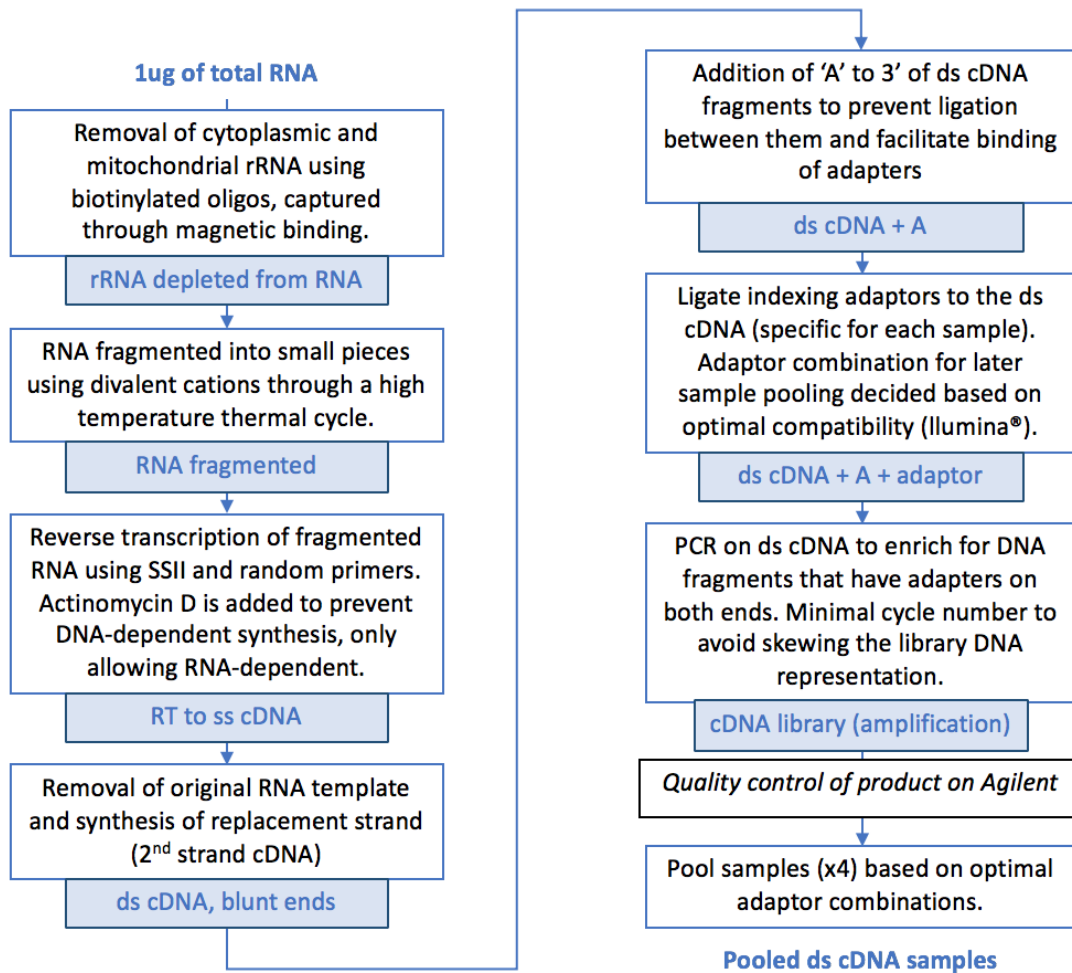 1ug of total RNA
Removal of cytoplasmic and
mitochondrial rRNA using
biotinylated oligos, captured
through magnetic binding.
rRNA depleted from RNA
RNA fragmented into small pieces
using divalent cations through a high
temperature thermal cycle.
RNA fragmented
Reverse transcription of fragmented
RNA using SSII and random primers.
Actinomycin D is added to prevent
DNA-dependent synthesis, only
allowing RNA-dependent.
RT to ss cDNA
Removal of original RNA template
and synthesis of replacement strand
(2nd strand cDNA)
ds cDNA, blunt ends
Addition of ‘A’ to 3’ of ds cDNA
fragments to prevent ligation
between them and facilitate binding
of adapters
ds cDNA + A
Ligate indexing adaptors to the ds
cDNA (specific for each sample).
Adaptor combination for later
sample pooling decided based on
optimal compatibility (llumina®).
ds cDNA + A + adaptor
PCR on ds cDNA to enrich for DNA
fragments that have adapters on
both ends. Minimal cycle number to
avoid skewing the library DNA
representation.
cDNA library (amplification)
Quality control of product on Agilent
Pool samples (x4) based on optimal
adaptor combinations.
Pooled ds cDNA samples